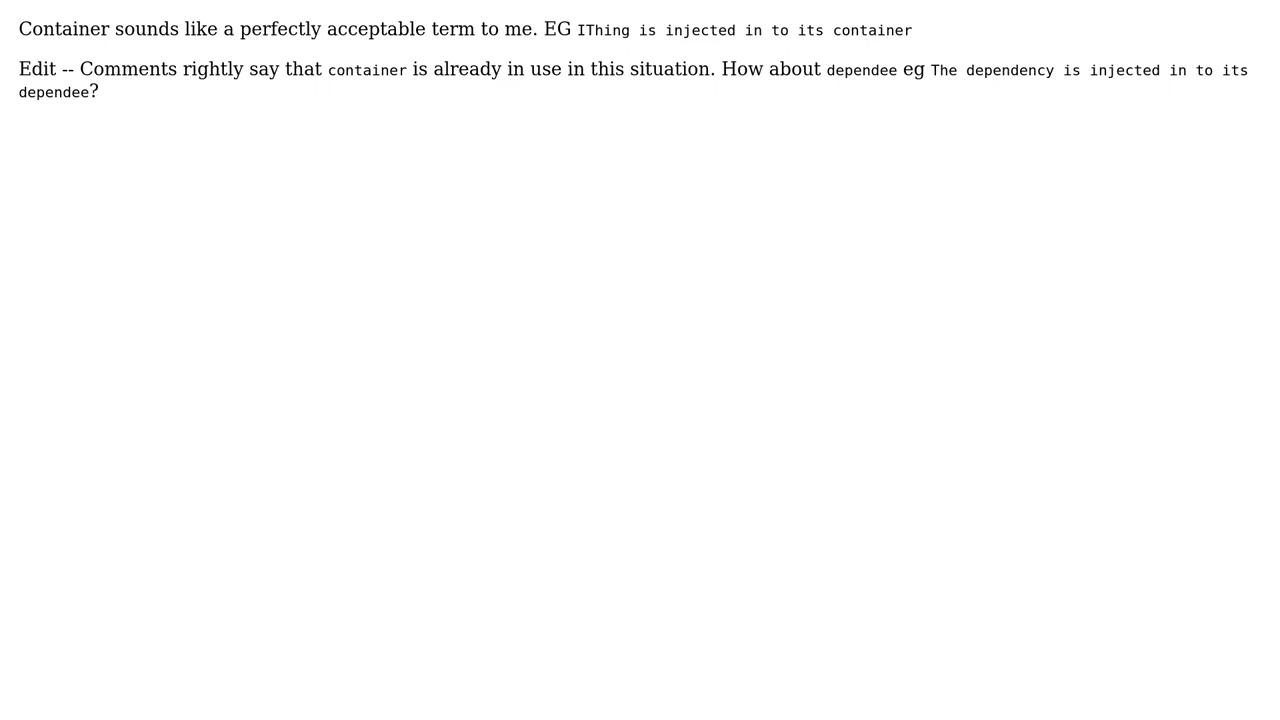 Container sounds like a perfectly acceptable term to me. EG IThing is injected in to its container
Edit -- Comments rightly say that container is already in use in this situation. How about dependee eg The dependency is injected in to its
dependee?